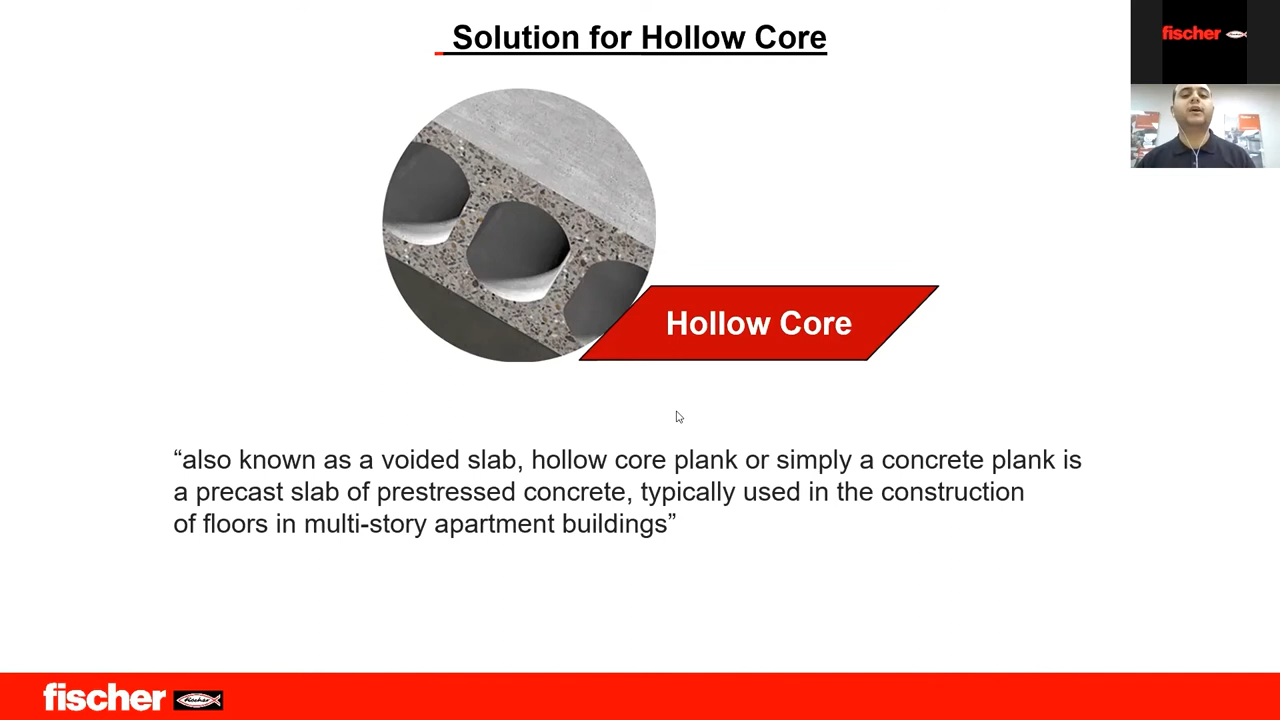 Solution for Hollow Core
fischer
Hollow Core
“also known as a voided slab, hollow core plank or simply a concrete plank is
a precast slab of prestressed concrete, typically used in the construction
of floors in multi-story apartment buildings”
fischer
fischer